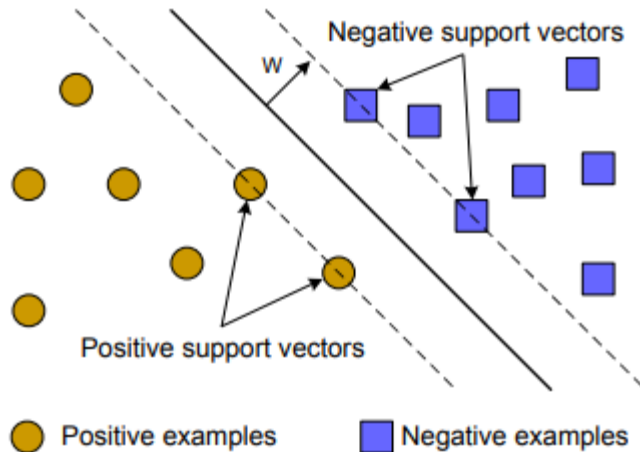 Negative support vectors
w
Positive support vectors
Positive examples
Negative examples